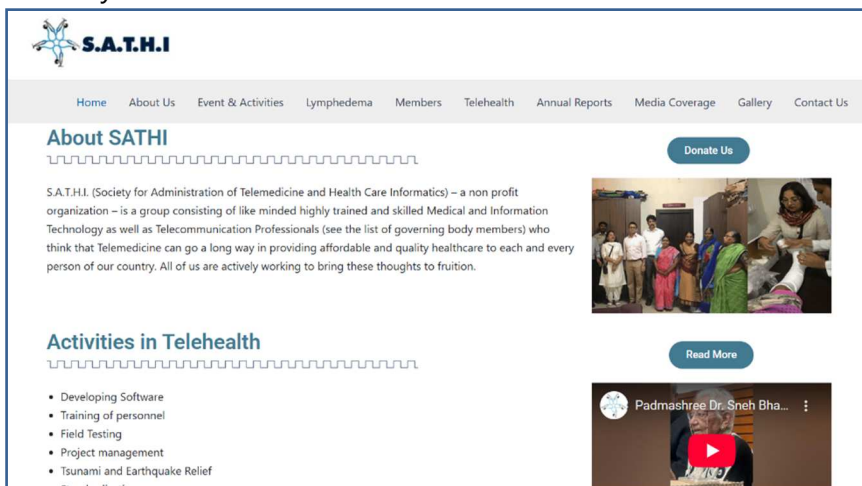 S.A.T.H.I
Home About Us Event & Activities Lymphedema Members Telehealth Annual Reports Media Coverage Gallery Contact Us
About SATHI
S.A.T.H.I. (Society for Administration of Telemedicine and Health Care Informatics) – a non profit
organization – is a group consisting of like minded highly trained and skilled Medical and Information
Technology as well as Telecommunication Professionals (see the list of governing body members) who
think that Telemedicine can go a long way in providing affordable and quality healthcare to each and every
person of our country. All of us are actively working to bring these thoughts to fruition.
Donate Us
Activities in Telehealth
• Developing Software
• Training of personnel
• Field Testing
• Project management
• Tsunami and Earthquake Relief
Read More
Padmashree Dr. Sneh Bha...